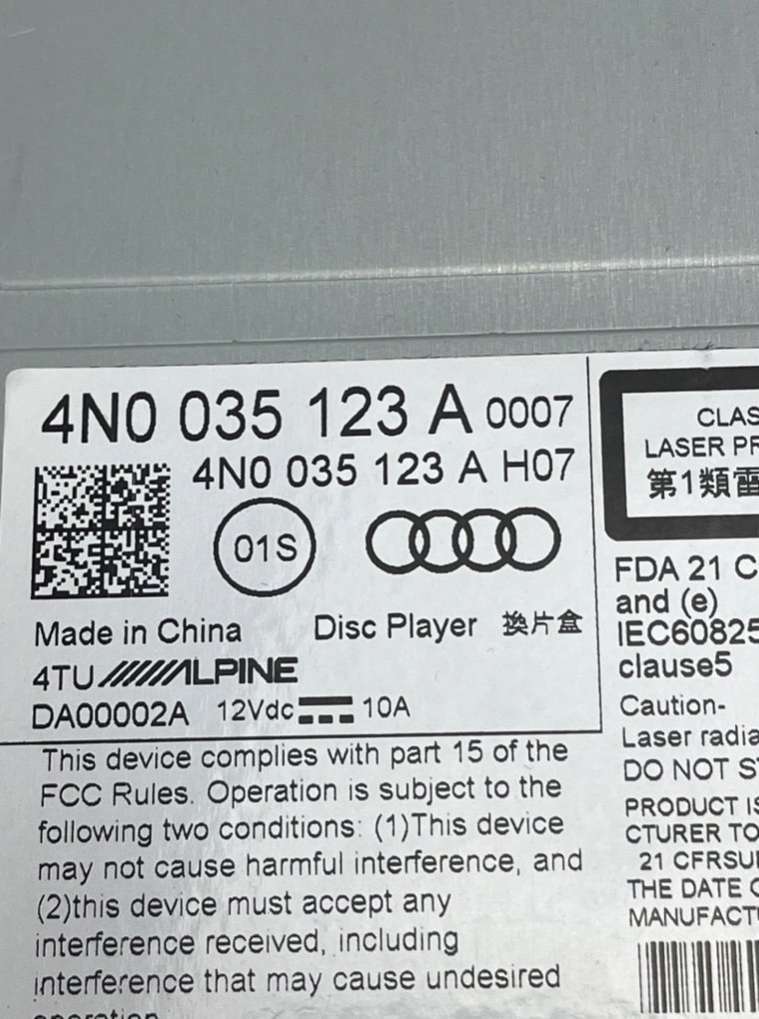 4N0 035 123 A 0007
4N0 035 123 A H07
01S
Made in China
Disc Player 換片盒
4TU ALPINE
DA00002A 12Vdc 10A
This device complies with part 15 of the
FCC Rules. Operation is subject to the
following two conditions: (1)This device
may not cause harmful interference, and
(2)this device must accept any
interference received, including
interference that may cause undesired
operation.
CLAS
LASER PR
第1類雷
FDA 21 C
and (e)
IEC60825
clause5
Caution-
Laser radia
DO NOT ST
PRODUCT IS
CTURER TO
21 CFRSU
THE DATE O
MANUFACTU